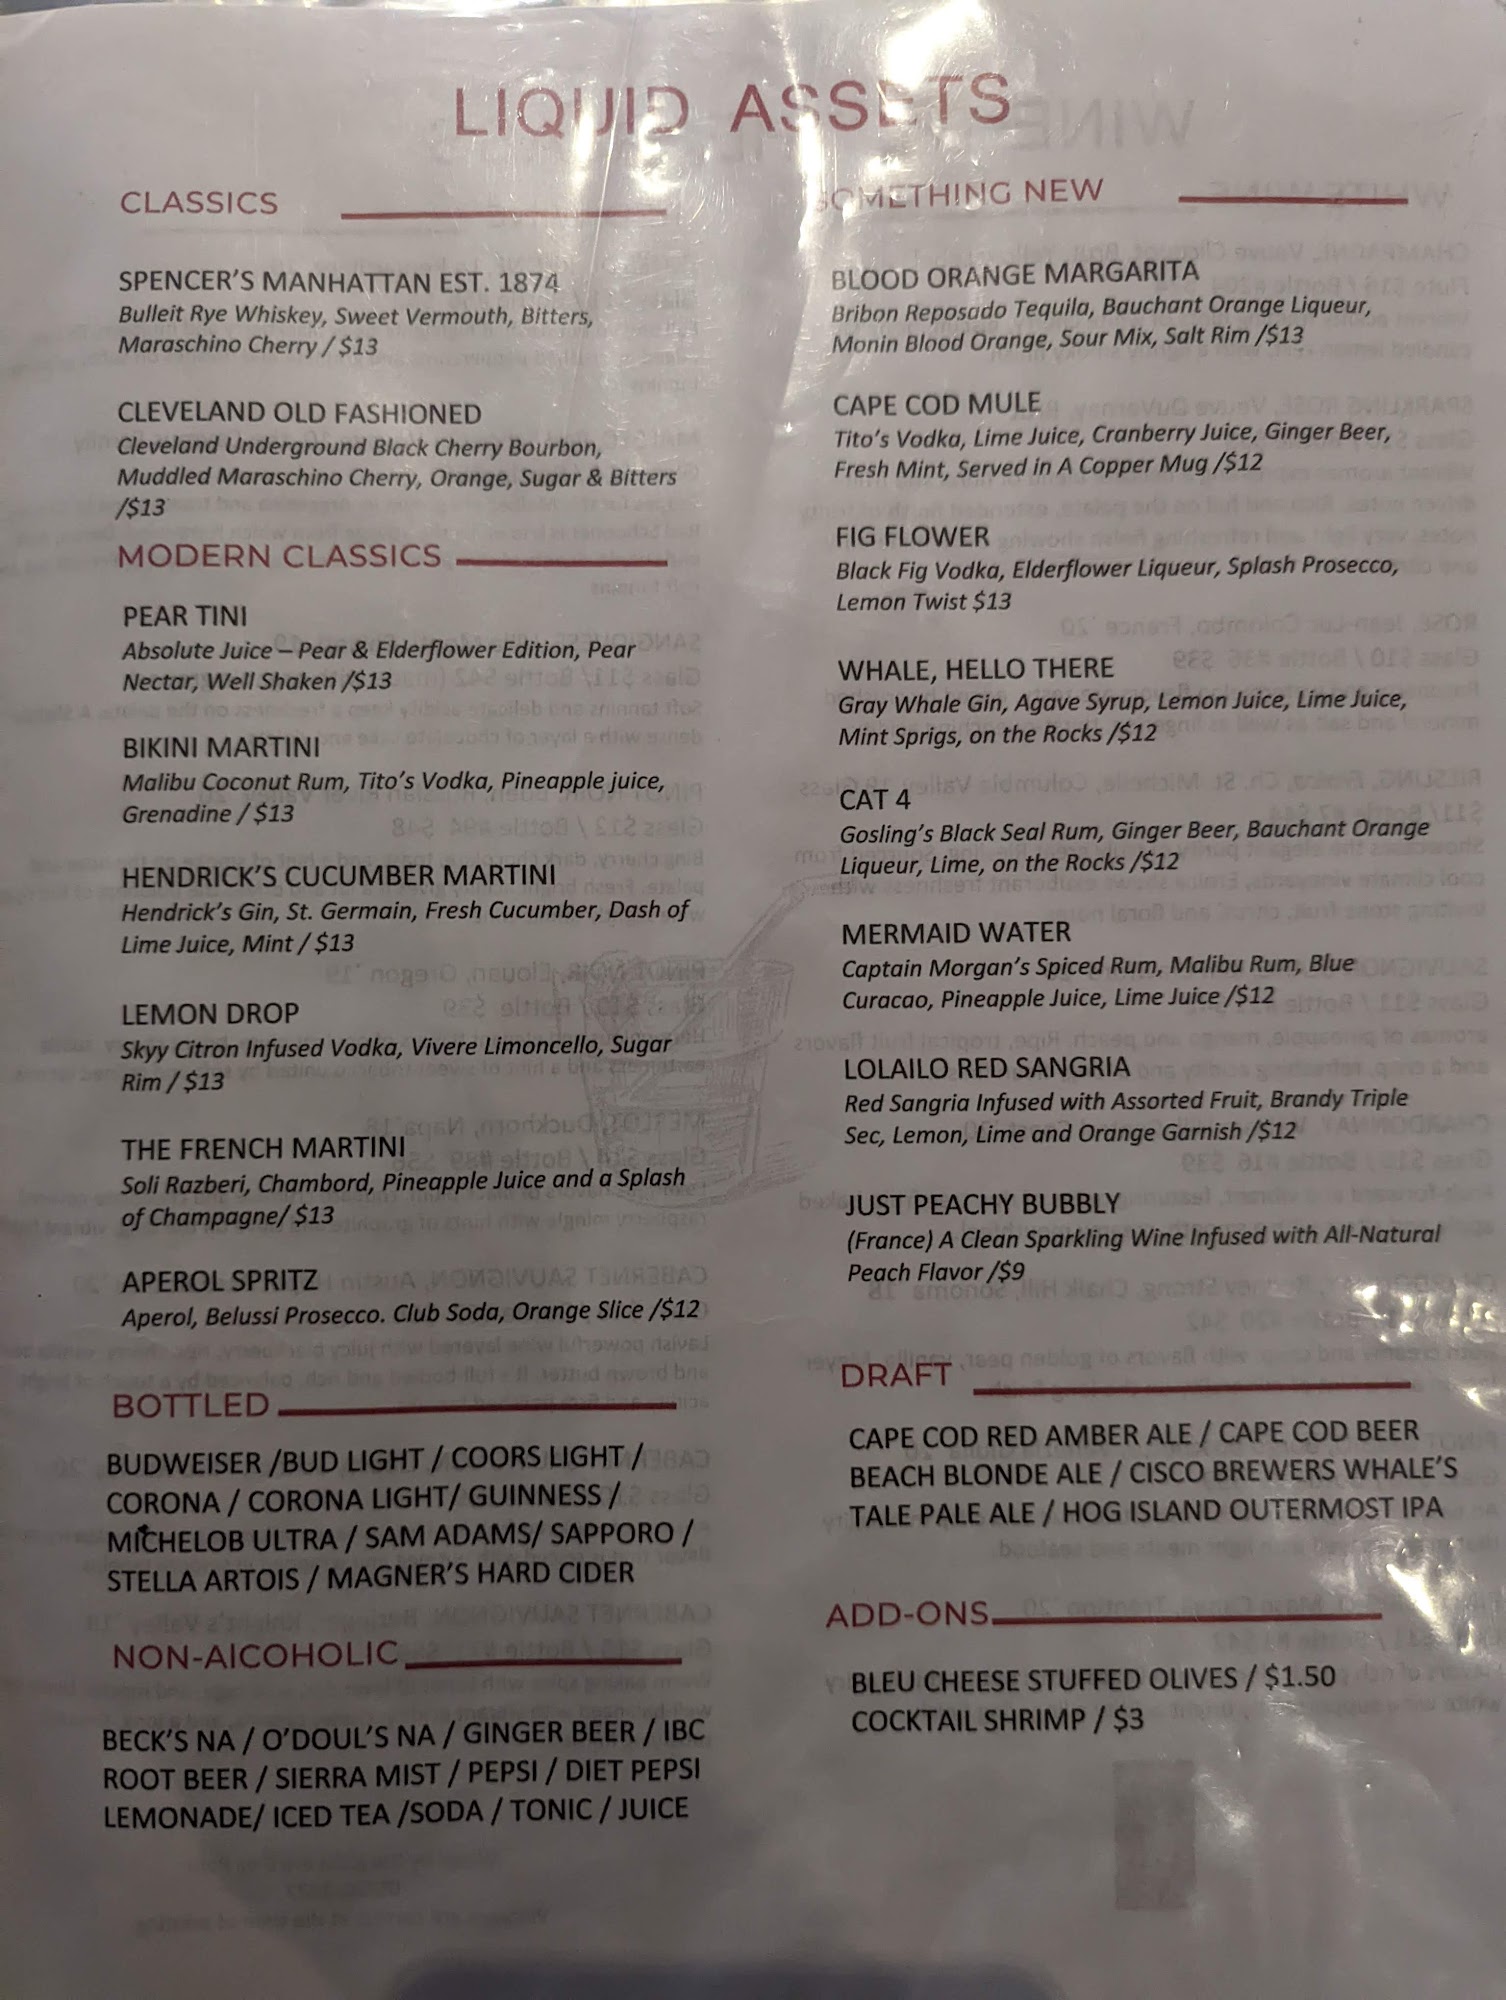 LIQUID ASSETS
CLASSICS
SPENCER'S MANHATTAN EST. 1874
Bulleit Rye Whiskey, Sweet Vermouth, Bitters,
Maraschino Cherry / $13
CLEVELAND OLD FASHIONED
Cleveland Underground Black Cherry Bourbon,
Muddled Maraschino Cherry, Orange, Sugar & Bitters
/$13
MODERN CLASSICS
PEAR TINI
Absolute Juice – Pear & Elderflower Edition, Pear
Nectar, Well Shaken /$13
BIKINI MARTINI
Malibu Coconut Rum, Tito's Vodka, Pineapple juice,
Grenadine / $13
HENDRICK'S CUCUMBER MARTINI
Hendrick's Gin, St. Germain, Fresh Cucumber, Dash of
Lime Juice, Mint / $13
LEMON DROP
Skyy Citron Infused Vodka, Vivere Limoncello, Sugar
Rim / $13
THE FRENCH MARTINI
Soli Razberi, Chambord, Pineapple Juice and a Splash
of Champagne/ $13
APEROL SPRITZ
Aperol, Belussi Prosecco. Club Soda, Orange Slice /$12
BOTTLED
BUDWEISER /BUD LIGHT / COORS LIGHT /
CORONA / CORONA LIGHT/ GUINNESS /
MICHELOB ULTRA / SAM ADAMS/ SAPPORO /
STELLA ARTOIS / MAGNER'S HARD CIDER
NON-AICOHOLIC
BECK'S NA / O'DOUL'S NA / GINGER BEER / IBC
ROOT BEER / SIERRA MIST / PEPSI / DIET PEPSI
LEMONADE/ ICED TEA /SODA / TONIC / JUICE
SOMETHING NEW
BLOOD ORANGE MARGARITA
Bribon Reposado Tequila, Bauchant Orange Liqueur,
Monin Blood Orange, Sour Mix, Salt Rim /$13
CAPE COD MULE
Tito's Vodka, Lime Juice, Cranberry Juice, Ginger Beer,
Fresh Mint, Served in A Copper Mug /$12
FIG FLOWER
Black Fig Vodka, Elderflower Liqueur, Splash Prosecco,
Lemon Twist $13
WHALE, HELLO THERE
Gray Whale Gin, Agave Syrup, Lemon Juice, Lime Juice,
Mint Sprigs, on the Rocks /$12
CAT 4
Gosling's Black Seal Rum, Ginger Beer, Bauchant Orange
Liqueur, Lime, on the Rocks /$12
MERMAID WATER
Captain Morgan's Spiced Rum, Malibu Rum, Blue
Curacao, Pineapple Juice, Lime Juice /$12
LOLAILO RED SANGRIA
Red Sangria Infused with Assorted Fruit, Brandy Triple
Sec, Lemon, Lime and Orange Garnish /$12
JUST PEACHY BUBBLY
(France) A Clean Sparkling Wine Infused with All-Natural
Peach Flavor /$9
DRAFT
CAPE COD RED AMBER ALE / CAPE COD BEER
BEACH BLONDE ALE / CISCO BREWERS WHALE'S
TALE PALE ALE / HOG ISLAND OUTERMOST IPA
ADD-ONS
BLEU CHEESE STUFFED OLIVES / $1.50
COCKTAIL SHRIMP / $3